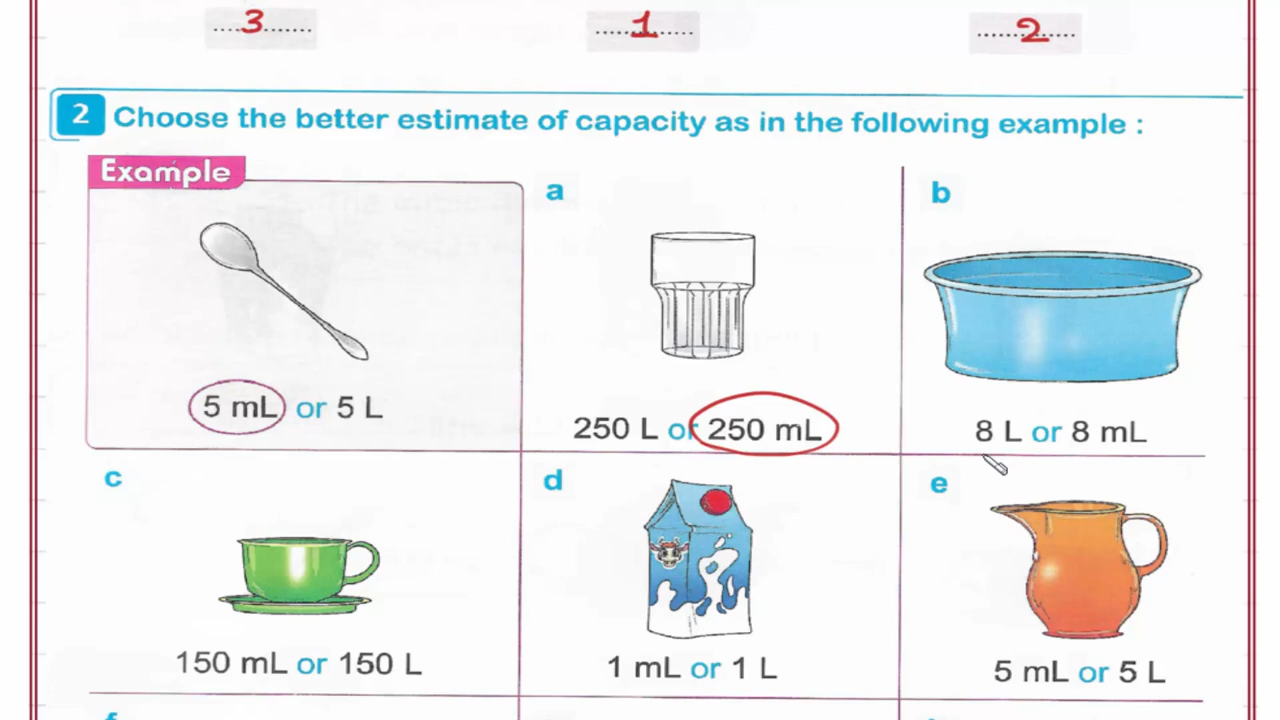 3 1 2
2 Choose the better estimate of capacity as in the following example :
Example
a
b
5 mL or 5 L
250 L or 250 mL
8 L or 8 mL
c
d
e
150 mL or 150 L
1 mL or 1 L
5 mL or 5 L